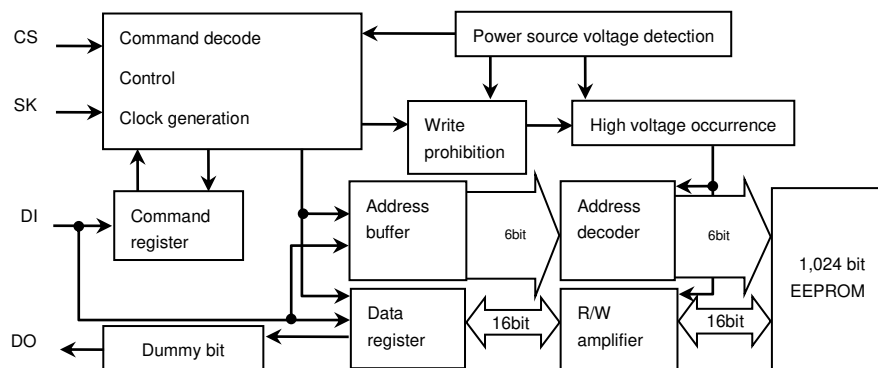 CS
SK
DI
DO
Command decode
Control
Clock generation
Power source voltage detection
Write
prohibition
High voltage occurrence
Command
register
Address
buffer
6bit
Address
decoder
6bit
1,024 bit
EEPROM
Data
register
16bit
R/W
amplifier
16bit
Dummy bit